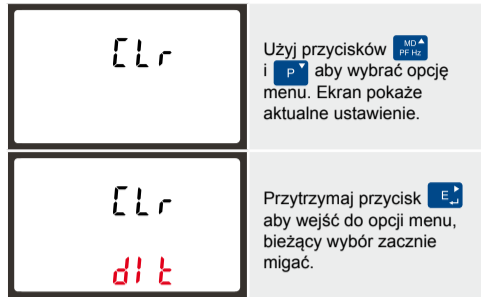 CLr
Użyj przycisków MD▲ PF Hz
i P▼ aby wybrać opcję
menu. Ekran pokaże
aktualne ustawienie.
CLr
dIt
Przytrzymaj przycisk E
aby wejść do opcji menu,
bieżący wybór zacznie
migać.